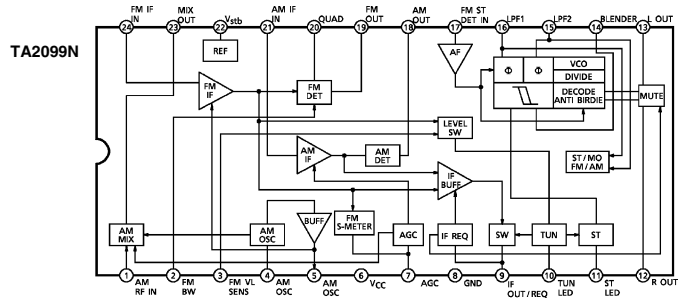 FM IF IN
MIX OUT
Vstb
AM IF IN
QUAD
FM OUT
AM OUT
FM ST DET IN
LPF1
LPF2
BLENDER
L OUT
24
23
22
21
20
19
18
17
16
15
14
13
TA2099N
REF
AF
FM IF
FM DET
Φ
Φ
VCO
DIVIDE
DECODE
ANTI BIRDIE
MUTE
LEVEL SW
AM IF
AM DET
IF BUFF
ST/MO
FM/AM
AM MIX
AM OSC
BUFF
FM S-METER
AGC
IF REQ
SW
TUN
ST
1
2
3
4
5
6
7
8
9
10
11
12
AM RF IN
FM BW
FM VL SENS
AM OSC
AM OSC
VCC
AGC
GND
IF OUT/REQ
TUN LED
ST LED
R OUT